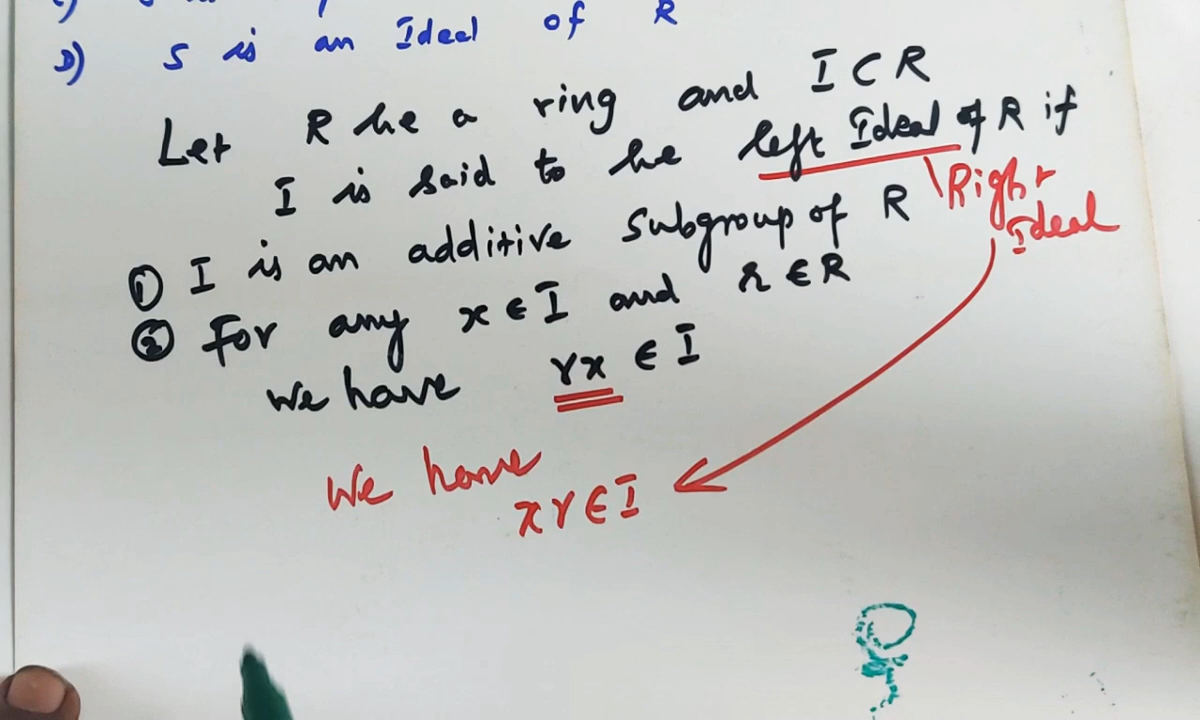 D) S is an Ideal of R
Let R be a ring and I ⊂ R
I is said to be left Ideal of R if
\Right Ideal
① I is an additive subgroup of R
② For any x ∈ I and r ∈ R
we have rx ∈ I
We have
xr ∈ I